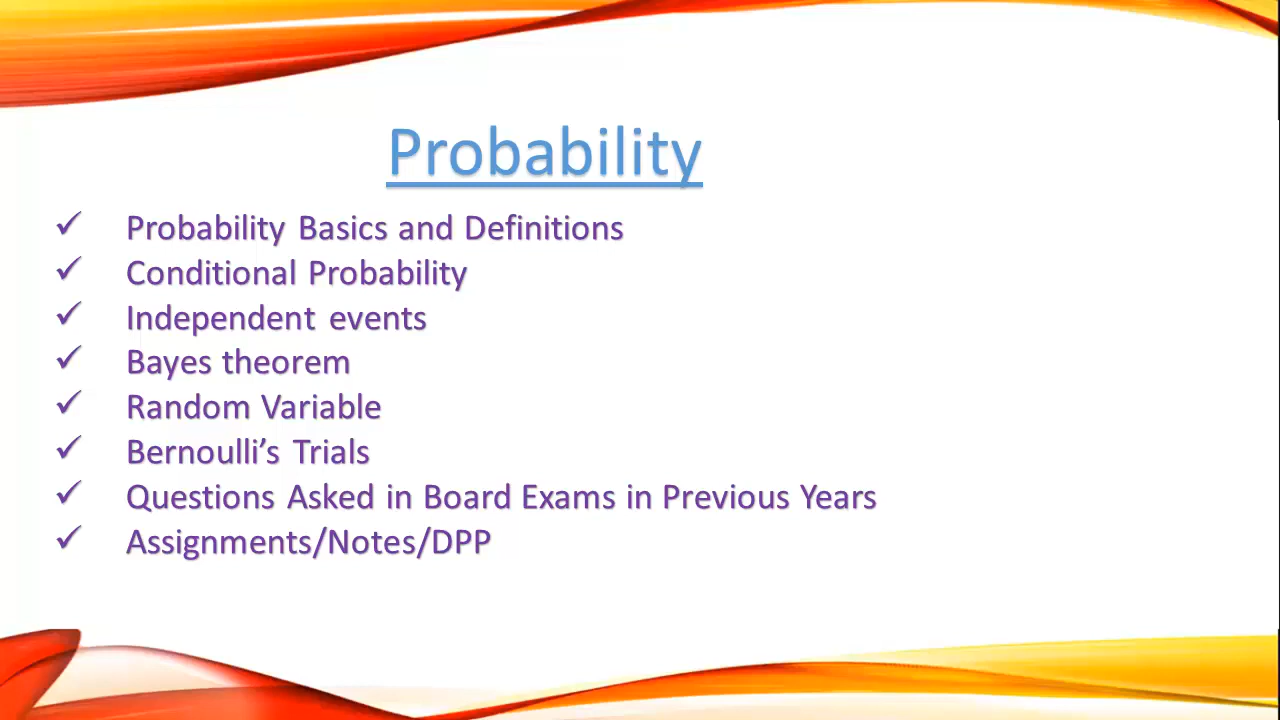 Probability
✓ Probability Basics and Definitions
✓ Conditional Probability
✓ Independent events
✓ Bayes theorem
✓ Random Variable
✓ Bernoulli’s Trials
✓ Questions Asked in Board Exams in Previous Years
✓ Assignments/Notes/DPP